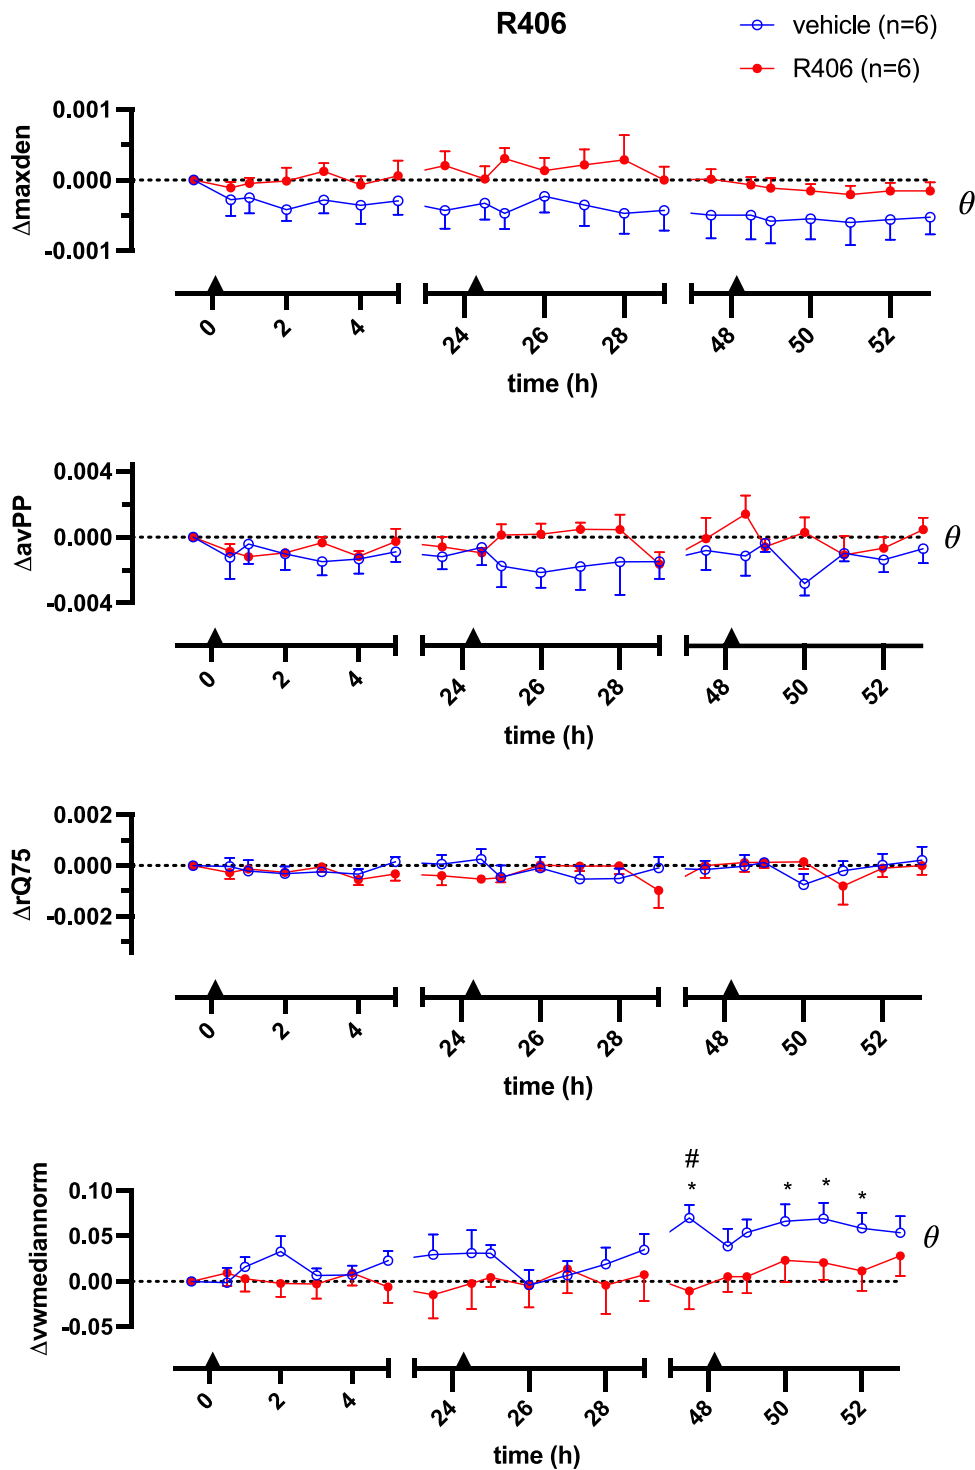 R406
vehicle (n=6)
R406 (n=6)
Δmaxden
0.001
0.000
-0.001
θ
0 2 4 24 26 28 48 50 52
time (h)
ΔavPP
0.004
0.000
-0.004
θ
0 2 4 24 26 28 48 50 52
time (h)
ΔrQ75
0.002
0.000
-0.002
0 2 4 24 26 28 48 50 52
time (h)
Δvwmediannorm
#
* * * *
0.10
0.05
0.00
-0.05
θ
0 2 4 24 26 28 48 50 52
time (h)